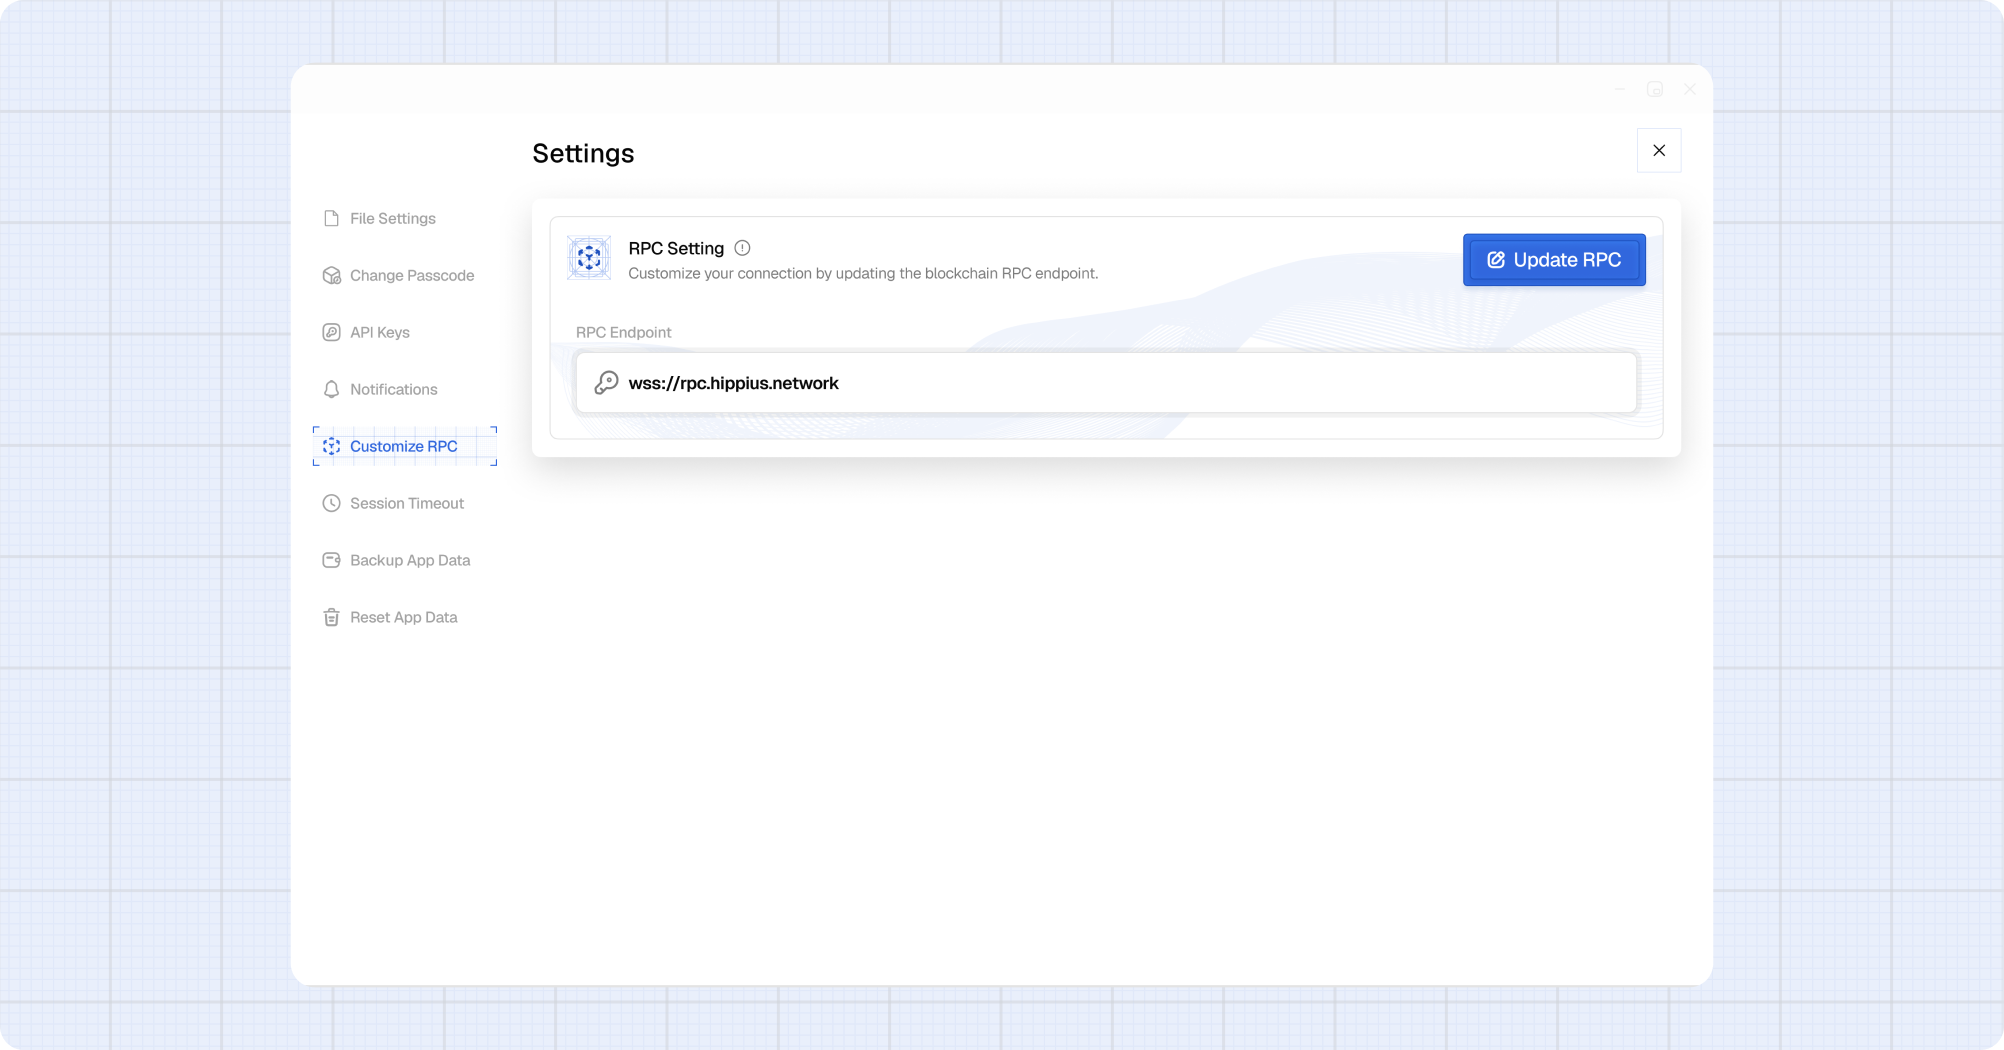 Settings
File Settings
Change Passcode
API Keys
Notifications
Customize RPC
Session Timeout
Backup App Data
Reset App Data
RPC Setting
Customize your connection by updating the blockchain RPC endpoint.
Update RPC
RPC Endpoint
wss://rpc.hippius.network